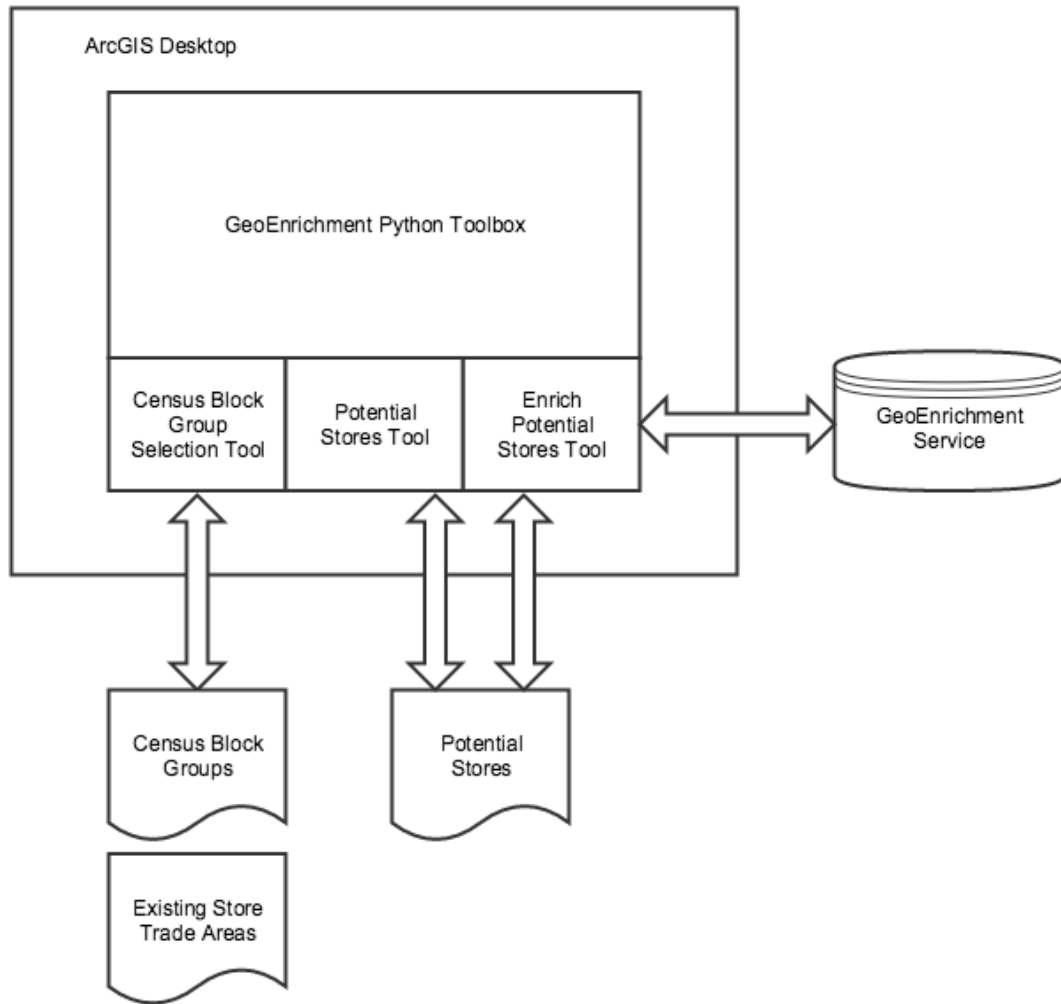 ArcGIS Desktop
GeoEnrichment Python Toolbox
Census Block
Group
Selection Tool
Potential
Stores Tool
Enrich
Potential
Stores Tool
GeoEnrichment
Service
Census Block
Groups
Potential
Stores
Existing Store
Trade Areas